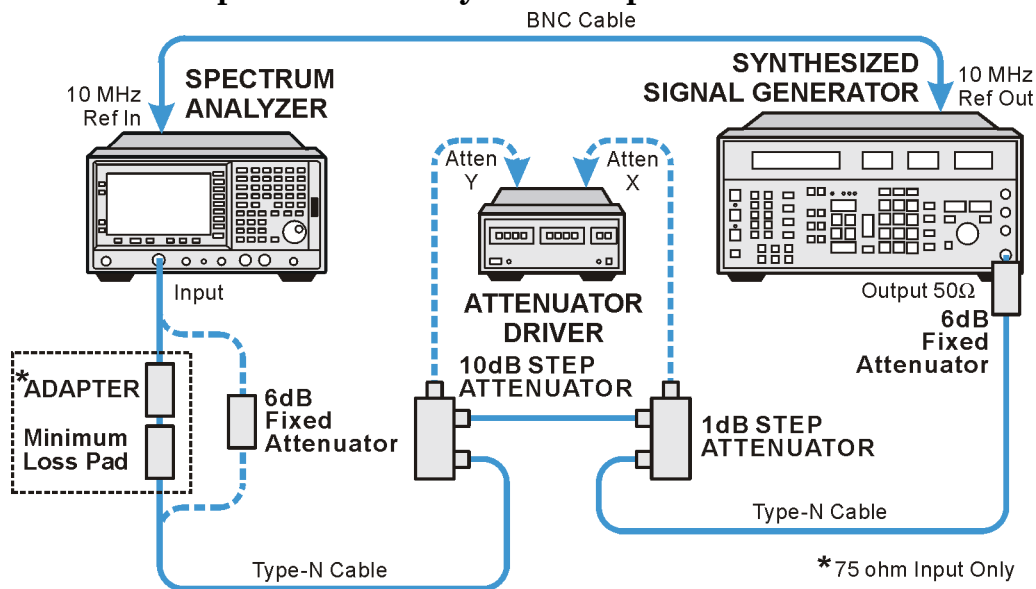 BNC Cable
SPECTRUM
ANALYZER
10 MHz
Ref In
SYNTHESIZED
SIGNAL GENERATOR
10 MHz
Ref Out
Atten
Y
Atten
X
Input
ATTENUATOR
DRIVER
Output 50Ω
6dB
Fixed
Attenuator
*ADAPTER
Minimum
Loss Pad
6dB
Fixed
Attenuator
10dB STEP
ATTENUATOR
1dB STEP
ATTENUATOR
Type-N Cable
Type-N Cable
*75 ohm Input Only